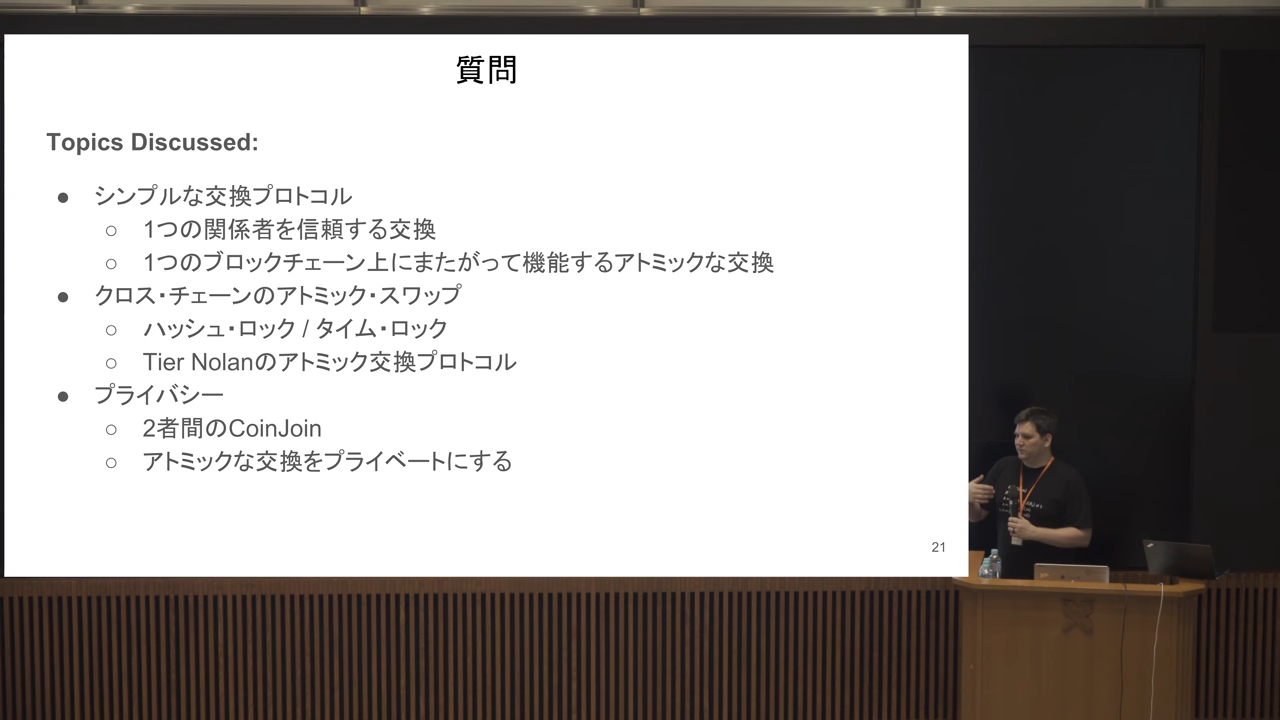 質問
Topics Discussed:
● シンプルな交換プロトコル
○ 1つの関係者を信頼する交換
○ 1つのブロックチェーン上にまたがって機能するアトミックな交換
● クロス・チェーンのアトミック・スワップ
○ ハッシュ・ロック / タイム・ロック
○ Tier Nolanのアトミック交換プロトコル
● プライバシー
○ 2者間のCoinJoin
○ アトミックな交換をプライベートにする
21